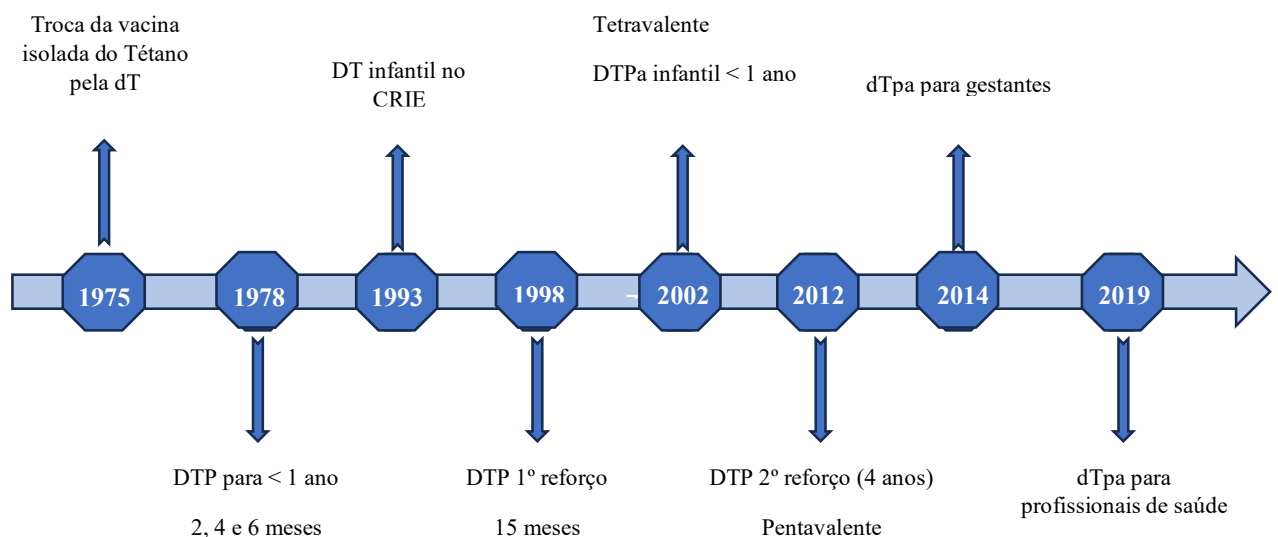 Troca da vacina
isolada do Tétano
pela dT
DT infantil no
CRIE
Tetravalente
DTPa infantil < 1 ano
dTpa para gestantes
1975
1978
1993
1998
2002
2012
2014
2019
DTP para < 1 ano
2, 4 e 6 meses
DTP 1º reforço
15 meses
DTP 2º reforço (4 anos)
Pentavalente
dTpa para
profissionais de saúde